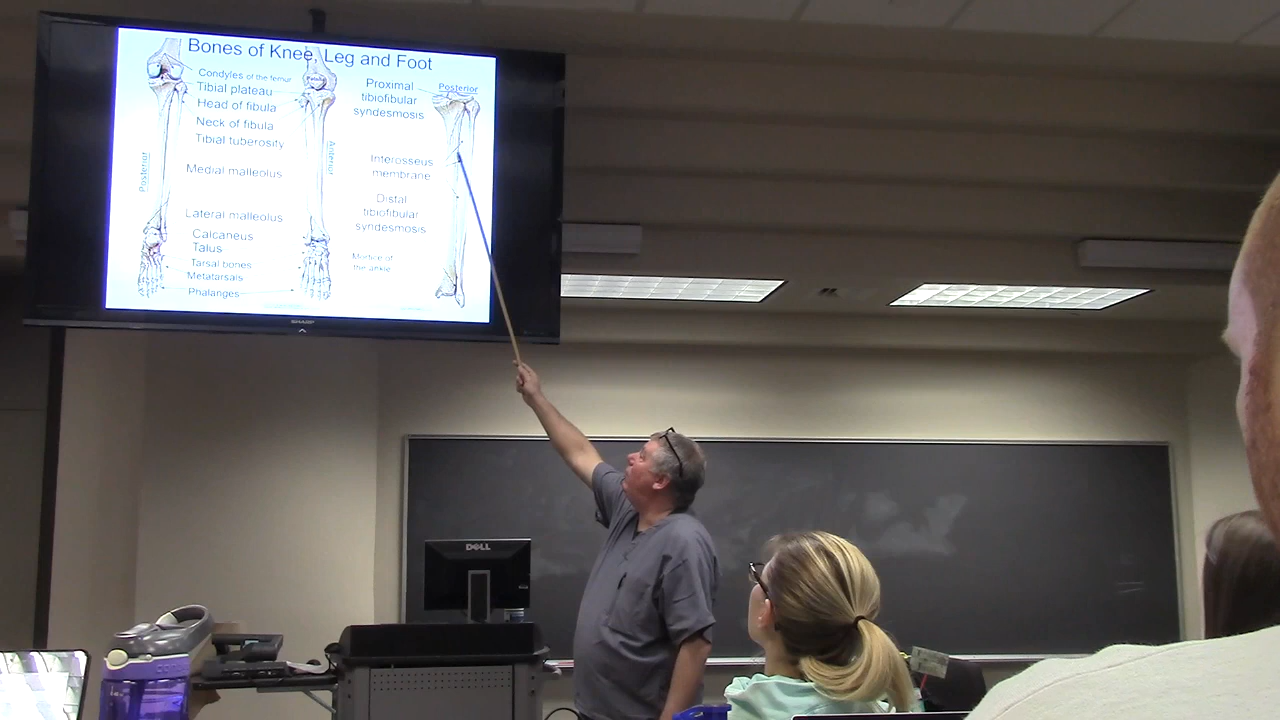 Bones of Knee, Leg and Foot
Condyles of the femur
Tibial plateau
Head of fibula
Neck of fibula
Tibial tuberosity
Medial malleolus
Lateral malleolus
Calcaneus
Talus
Tarsal bones
Metatarsals
Phalanges
Posterior
Patella
Anterior
Proximal
tibiofibular
syndesmosis
Posterior
Interosseus
membrane
Distal
tibiofibular
syndesmosis
Mortice of
the ankle
SHARP
DELL